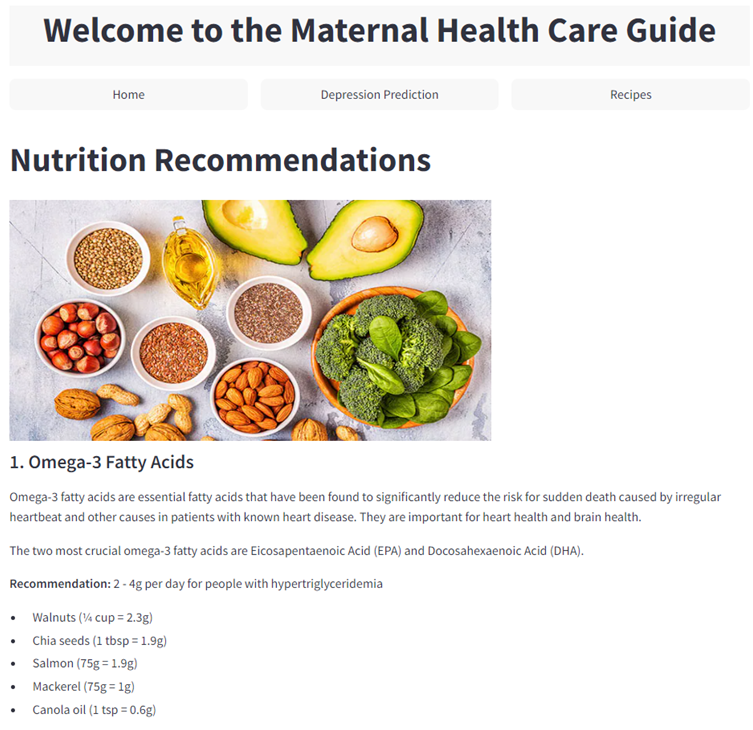 Welcome to the Maternal Health Care Guide
Home
Depression Prediction
Recipes
Nutrition Recommendations
1. Omega-3 Fatty Acids
Omega-3 fatty acids are essential fatty acids that have been found to significantly reduce the risk for sudden death caused by irregular
heartbeat and other causes in patients with known heart disease. They are important for heart health and brain health.
The two most crucial omega-3 fatty acids are Eicosapentaenoic Acid (EPA) and Docosahexaenoic Acid (DHA).
Recommendation: 2 - 4g per day for people with hypertriglyceridemia
• Walnuts (¼ cup = 2.3g)
• Chia seeds (1 tbsp = 1.9g)
• Salmon (75g = 1.9g)
• Mackerel (75g = 1g)
• Canola oil (1 tsp = 0.6g)